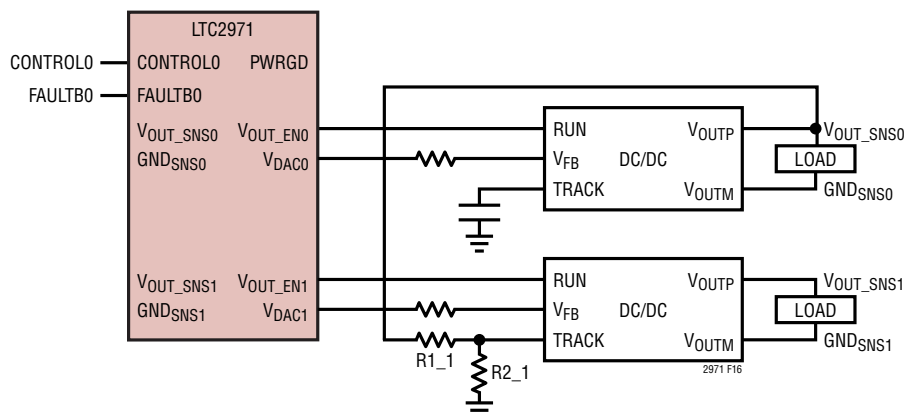 LTC2971
CONTROL0 CONTROL0 PWRGD
FAULTB0 FAULTB0
VOUT_SNS0 VOUT_EN0 RUN VOUTP VOUT_SNS0
GNDSNS0 VDAC0 VFB DC/DC LOAD
TRACK VOUTM GNDSNS0
VOUT_SNS1 VOUT_EN1 RUN VOUTP VOUT_SNS1
GNDSNS1 VDAC1 VFB DC/DC LOAD
TRACK VOUTM GNDSNS1
R1_1 R2_1
2971 F16